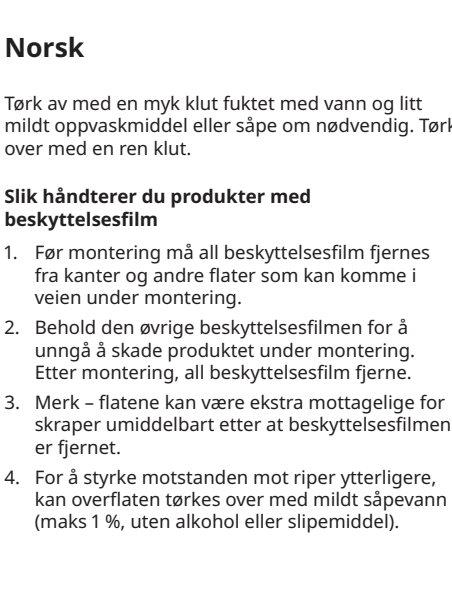 Norsk
Tørk av med en myk klut fuktet med vann og litt
mildt oppvaskmiddel eller såpe om nødvendig. Tørk
over med en ren klut.
Slik håndterer du produkter med
beskyttelsesfilm
1. Før montering må all beskyttelsesfilm fjernes
fra kanter og andre flater som kan komme i
veien under montering.
2. Behold den øvrige beskyttelsesfilmen for å
unngå å skade produktet under montering.
Etter montering, all beskyttelsesfilm fjerne.
3. Merk – flatene kan være ekstra mottagelige for
skraper umiddelbart etter at beskyttelsesfilmen
er fjernet.
4. For å styrke motstanden mot riper ytterligere,
kan overflaten tørkes over med mildt såpevann
(maks 1 %, uten alkohol eller slipemiddel).